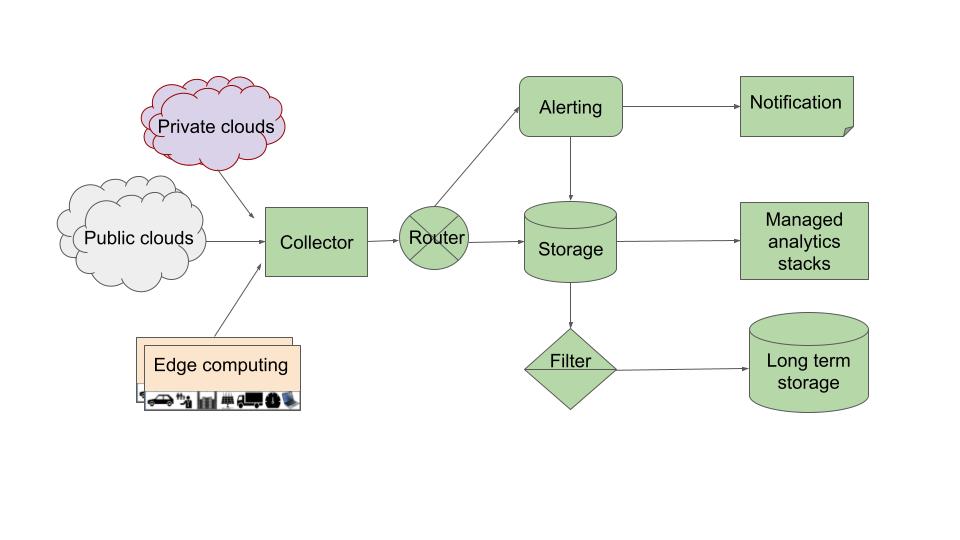 Private clouds
Public clouds
Edge computing
Collector
Router
Alerting
Storage
Filter
Notification
Managed
analytics
stacks
Long term
storage